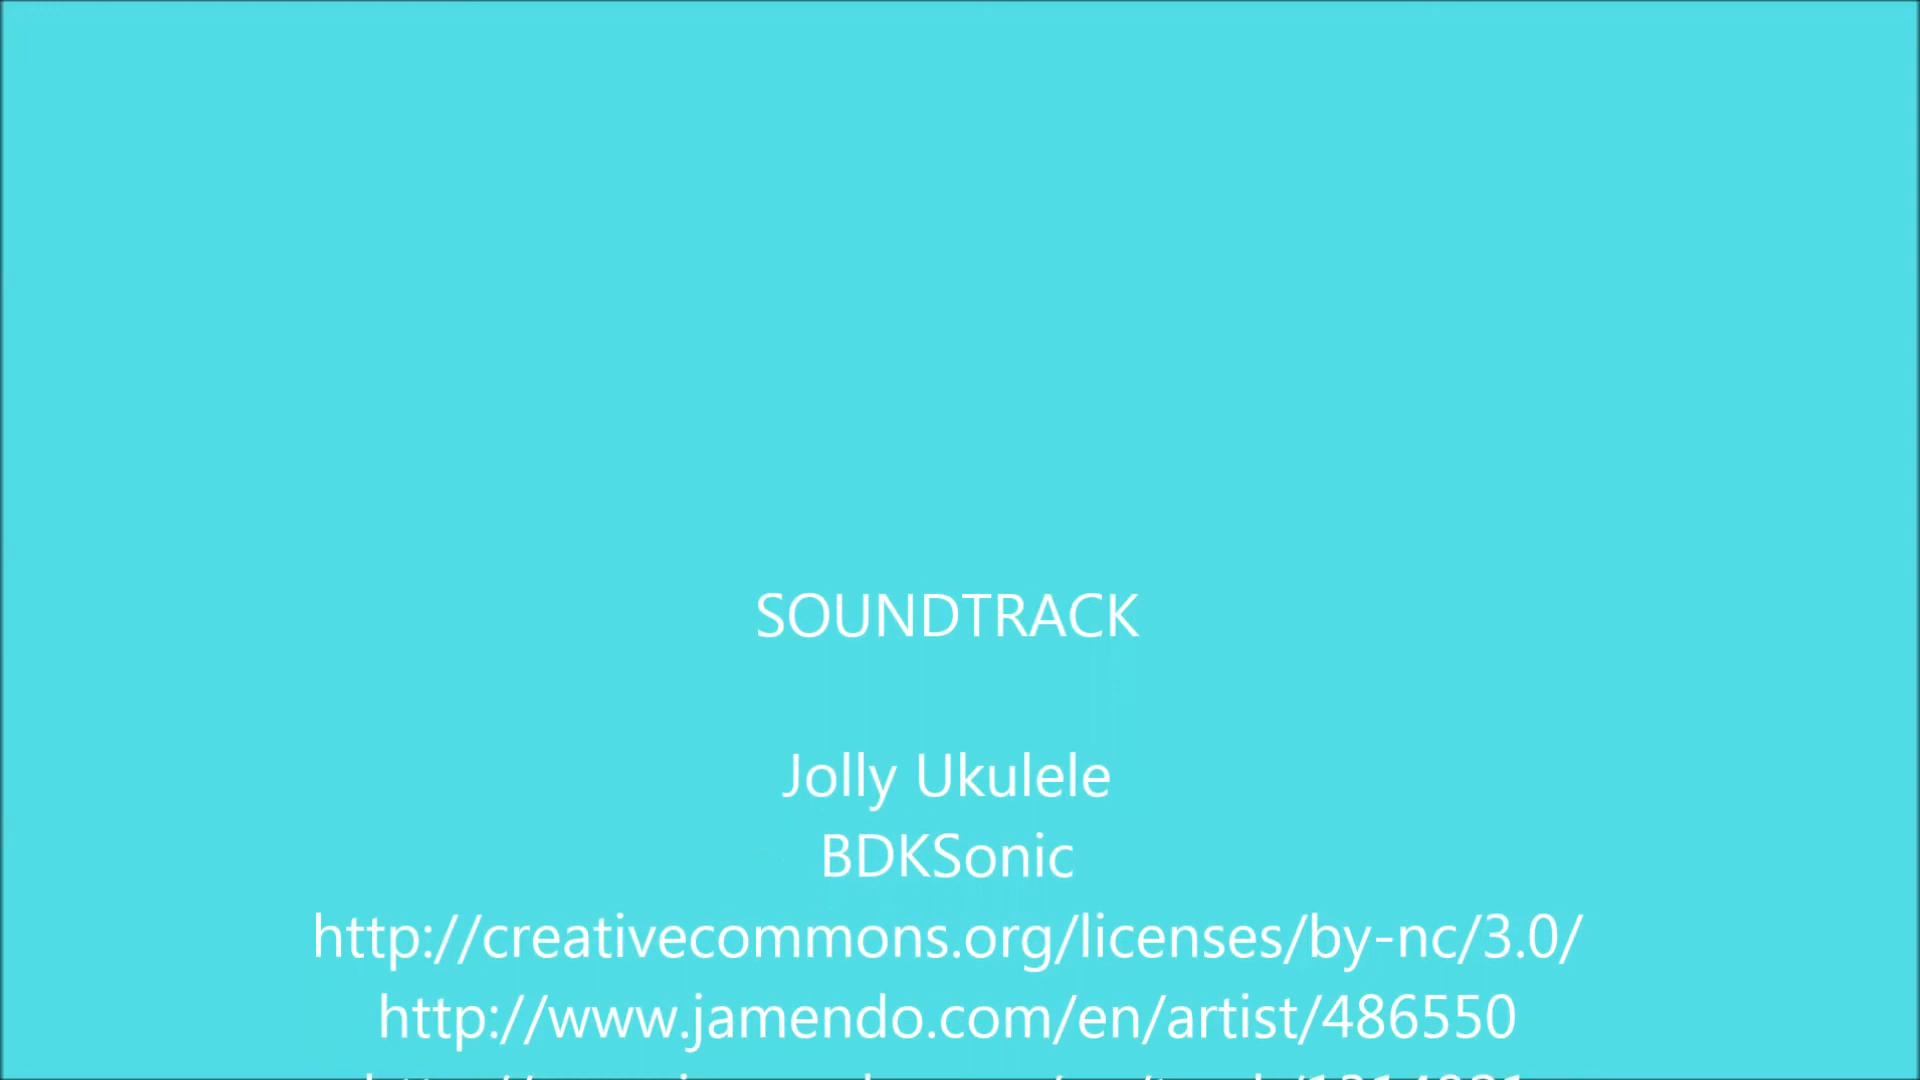 SOUNDTRACK
Jolly Ukulele
BDKSonic
http://creativecommons.org/licenses/by-nc/3.0/
http://www.jamendo.com/en/artist/486550